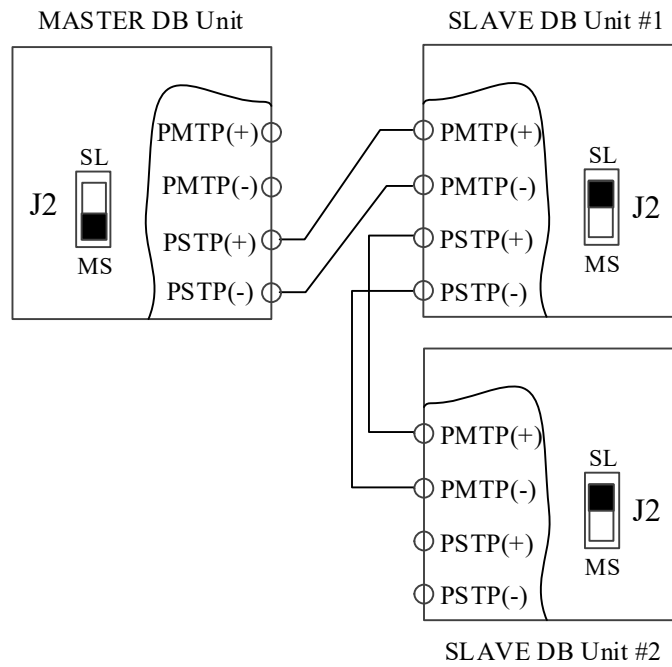 MASTER DB Unit
PMTP(+)
SL
PMTP(-)
J2
PSTP(+)
MS
PSTP(-)
SLAVE DB Unit #1
PMTP(+)
SL
PMTP(-)
J2
PSTP(+)
MS
PSTP(-)
PMTP(+)
SL
PMTP(-)
J2
PSTP(+)
MS
PSTP(-)
SLAVE DB Unit #2